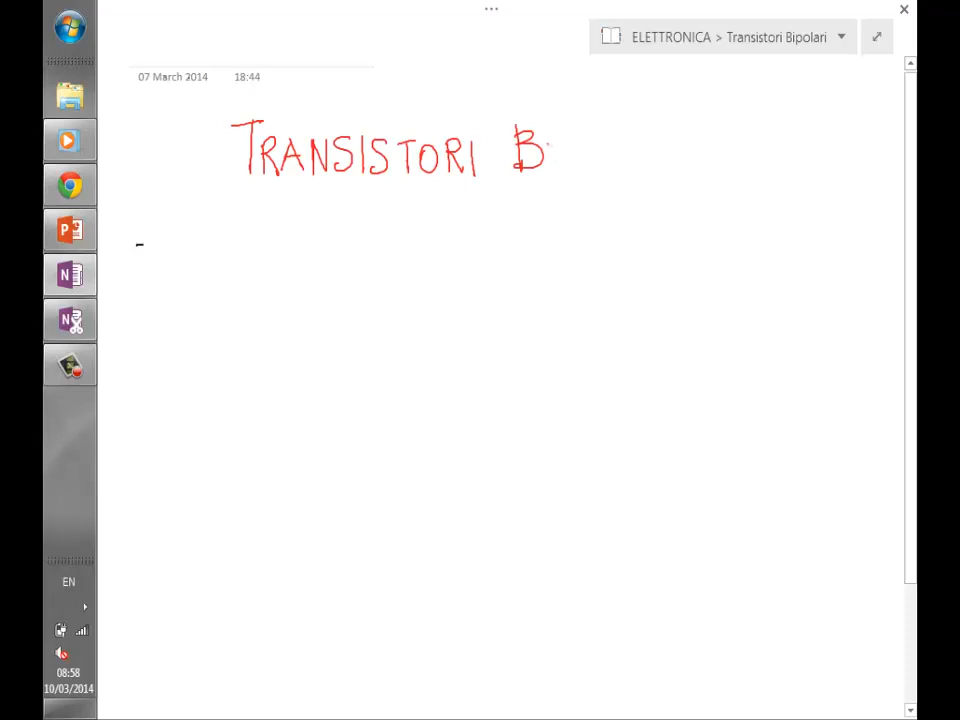 ELETTRONICA > Transistori Bipolari
07 March 2014 18:44
TRANSISTORI B
EN
08:58
10/03/2014